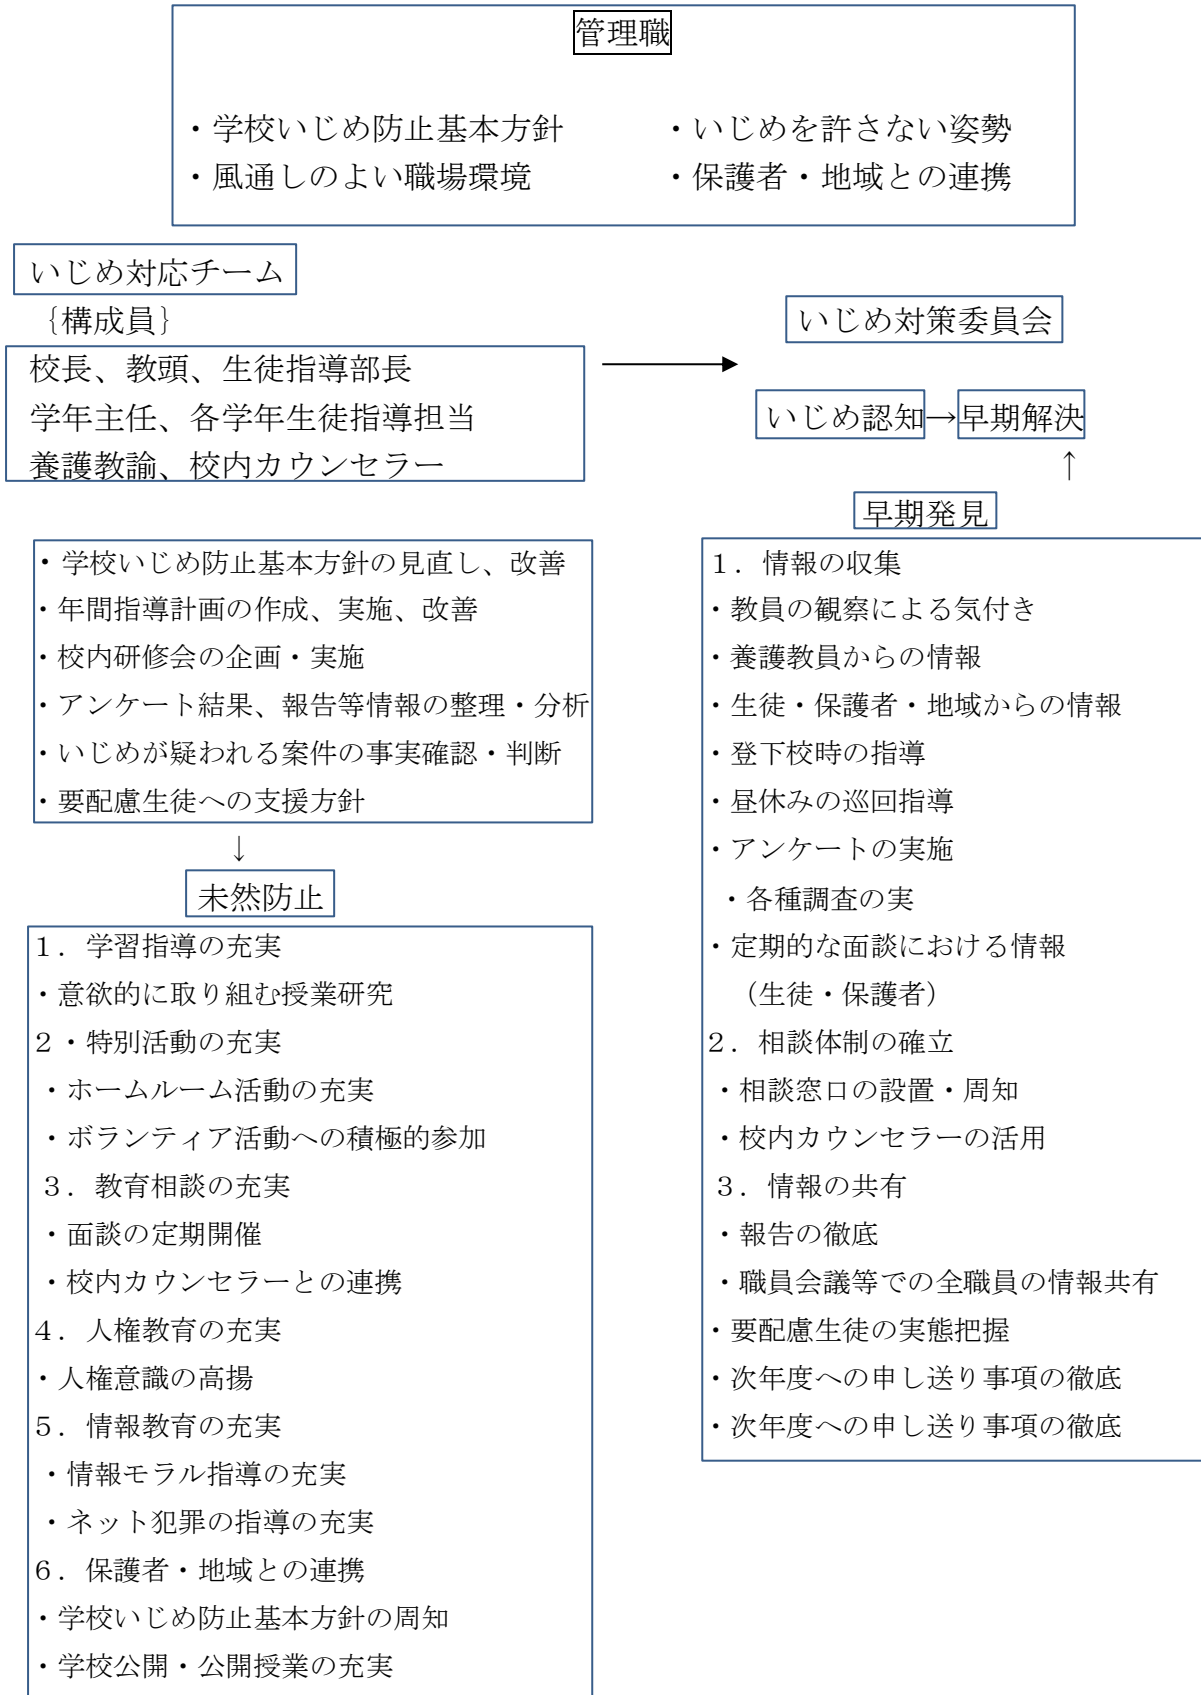 管理職
・学校いじめ防止基本方針 ・いじめを許さない姿勢
・風通しのよい職場環境 ・保護者・地域との連携
いじめ対応チーム
{構成員}
校長、教頭、生徒指導部長
学年主任、各学年生徒指導担当
養護教諭、校内カウンセラー
いじめ対策委員会
いじめ認知→早期解決
↑
早期発見
・学校いじめ防止基本方針の見直し、改善
・年間指導計画の作成、実施、改善
・校内研修会の企画・実施
・アンケート結果、報告等情報の整理・分析
・いじめが疑われる案件の事実確認・判断
・要配慮生徒への支援方針
↓
未然防止
1．学習指導の充実
・意欲的に取り組む授業研究
2・特別活動の充実
・ホームルーム活動の充実
・ボランティア活動への積極的参加
3．教育相談の充実
・面談の定期開催
・校内カウンセラーとの連携
4．人権教育の充実
・人権意識の高揚
5．情報教育の充実
・情報モラル指導の充実
・ネット犯罪の指導の充実
6．保護者・地域との連携
・学校いじめ防止基本方針の周知
・学校公開・公開授業の充実
1．情報の収集
・教員の観察による気付き
・養護教員からの情報
・生徒・保護者・地域からの情報
・登下校時の指導
・昼休みの巡回指導
・アンケートの実施
・各種調査の実
・定期的な面談における情報
（生徒・保護者）
2．相談体制の確立
・相談窓口の設置・周知
・校内カウンセラーの活用
3．情報の共有
・報告の徹底
・職員会議等での全職員の情報共有
・要配慮生徒の実態把握
・次年度への申し送り事項の徹底
・次年度への申し送り事項の徹底